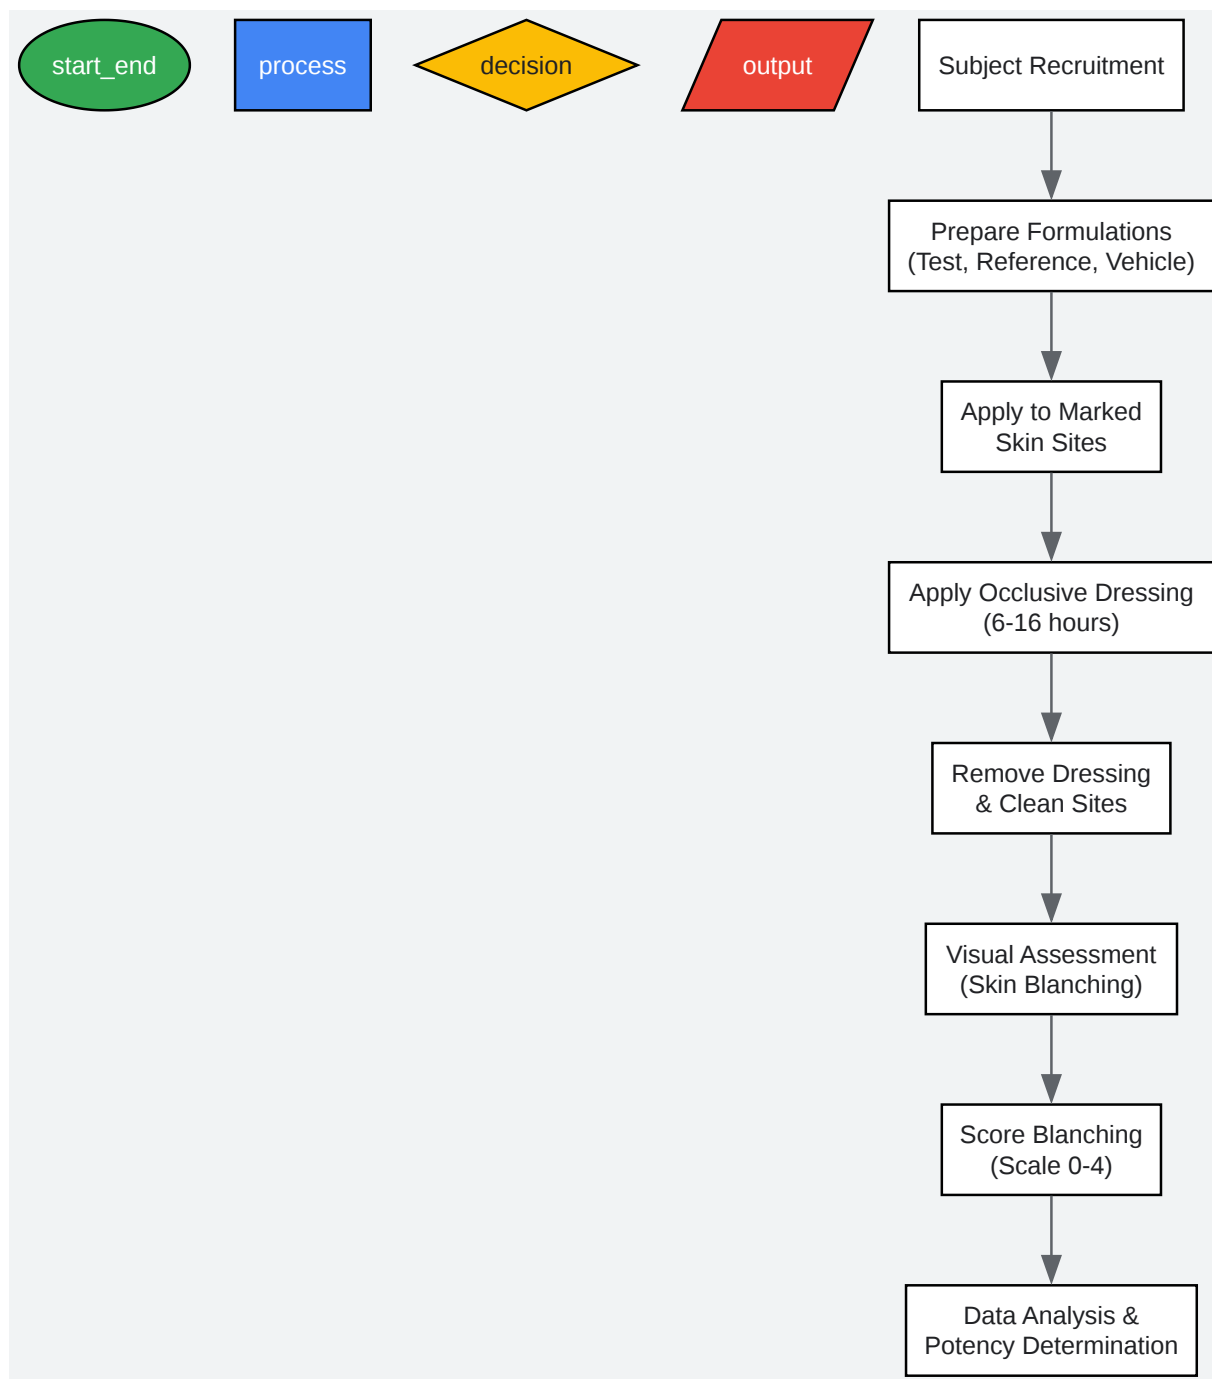 start_end
process
decision
output
Subject Recruitment
Prepare Formulations
(Test, Reference, Vehicle)
Apply to Marked
Skin Sites
Apply Occlusive Dressing
(6-16 hours)
Remove Dressing
& Clean Sites
Visual Assessment
(Skin Blanching)
Score Blanching
(Scale 0-4)
Data Analysis &
Potency Determination